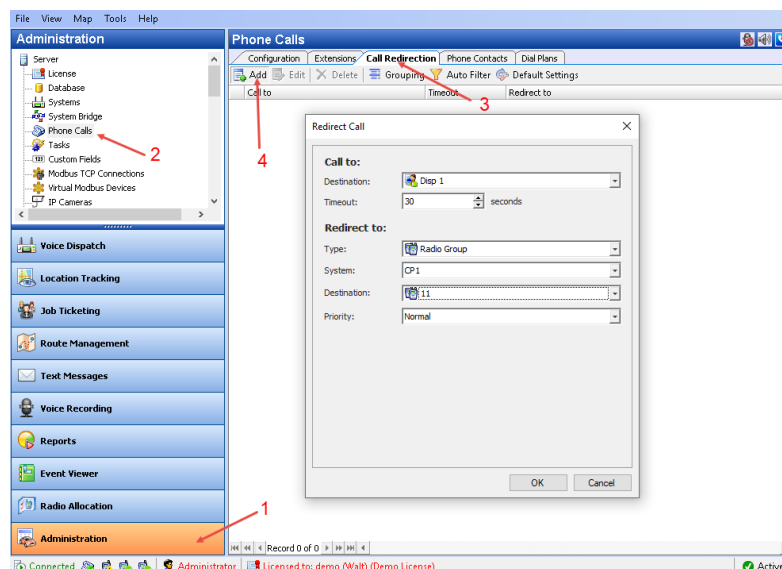 File View Map Tools Help
Administration
Phone Calls
Server
License
Database
Systems
System Bridge
Phone Calls
Tasks
Custom Fields
Modbus TCP Connections
Virtual Modbus Devices
IP Cameras
2
Configuration Extensions Call Redirection Phone Contacts Dial Plans
Add Edit Delete Grouping Auto Filter Default Settings
Call to Timeout Redirect to
3
4
Redirect Call
Call to:
Destination: Disp 1
Timeout: 30 seconds
Redirect to:
Type: Radio Group
System: CP1
Destination: 11
Priority: Normal
OK Cancel
Voice Dispatch
Location Tracking
Job Ticketing
Route Management
Text Messages
Voice Recording
Reports
Event Viewer
Radio Allocation
Administration
1
Record 0 of 0
Connected Administrator Licensed to: demo (Walt) (Demo License)